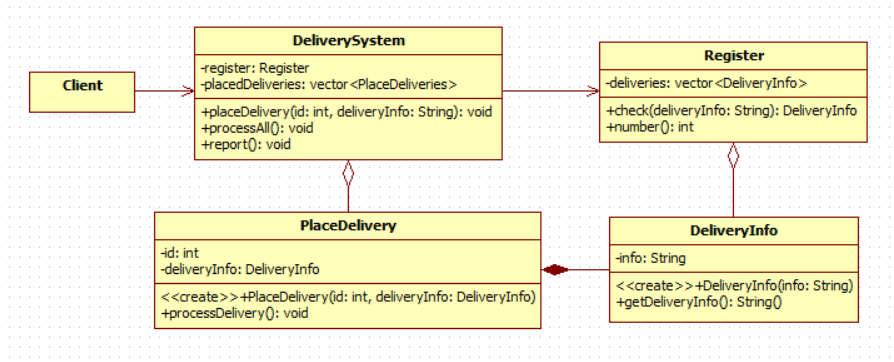 Client
DeliverySystem
-register: Register
-placedDeliveries: vector<PlaceDeliveries>
+placeDelivery(id: int, deliveryInfo: String): void
+processAll(): void
+report(): void
Register
-deliveries: vector<DeliveryInfo>
+check(deliveryInfo: String): DeliveryInfo
+number(): int
PlaceDelivery
-id: int
-deliveryInfo: DeliveryInfo
<<create>>+PlaceDelivery(id: int, deliveryInfo: DeliveryInfo)
+processDelivery(): void
DeliveryInfo
-info: String
<<create>>+DeliveryInfo(info: String)
+getDeliveryInfo(): String()